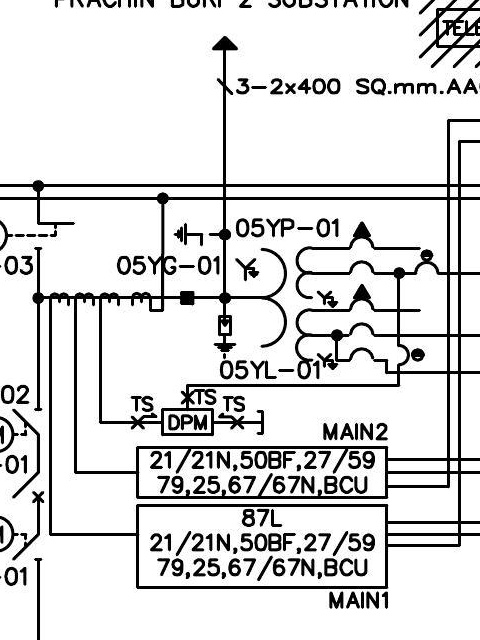 PRACHIN BURI 2 SUBSTATION
TELE
3-2x400 SQ.mm.AA
05YP-01
-03
05YG-01
05YL-01
02
TS
TS
TS
DPM
MAIN2
-01
21/21N,50BF,27/59
79,25,67/67N,BCU
87L
21/21N,50BF,27/59
79,25,67/67N,BCU
-01
MAIN1